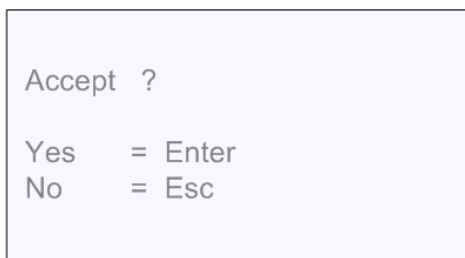 Accept ?
Yes = Enter
No = Esc